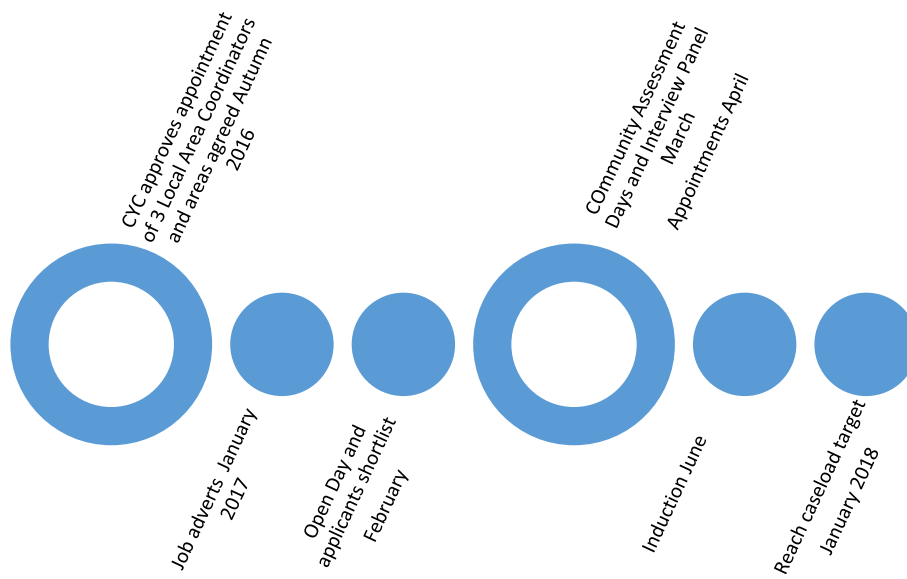 CYC approves appointment
of 3 Local Area Coordinators
and areas agreed Autumn
2016
Job adverts  January
2017
Open Day and
applicants shortlist
February
COmmunity Assessment
Days and Interview Panel
March
Appointments April
Induction June
Reach caseload target
January 2018